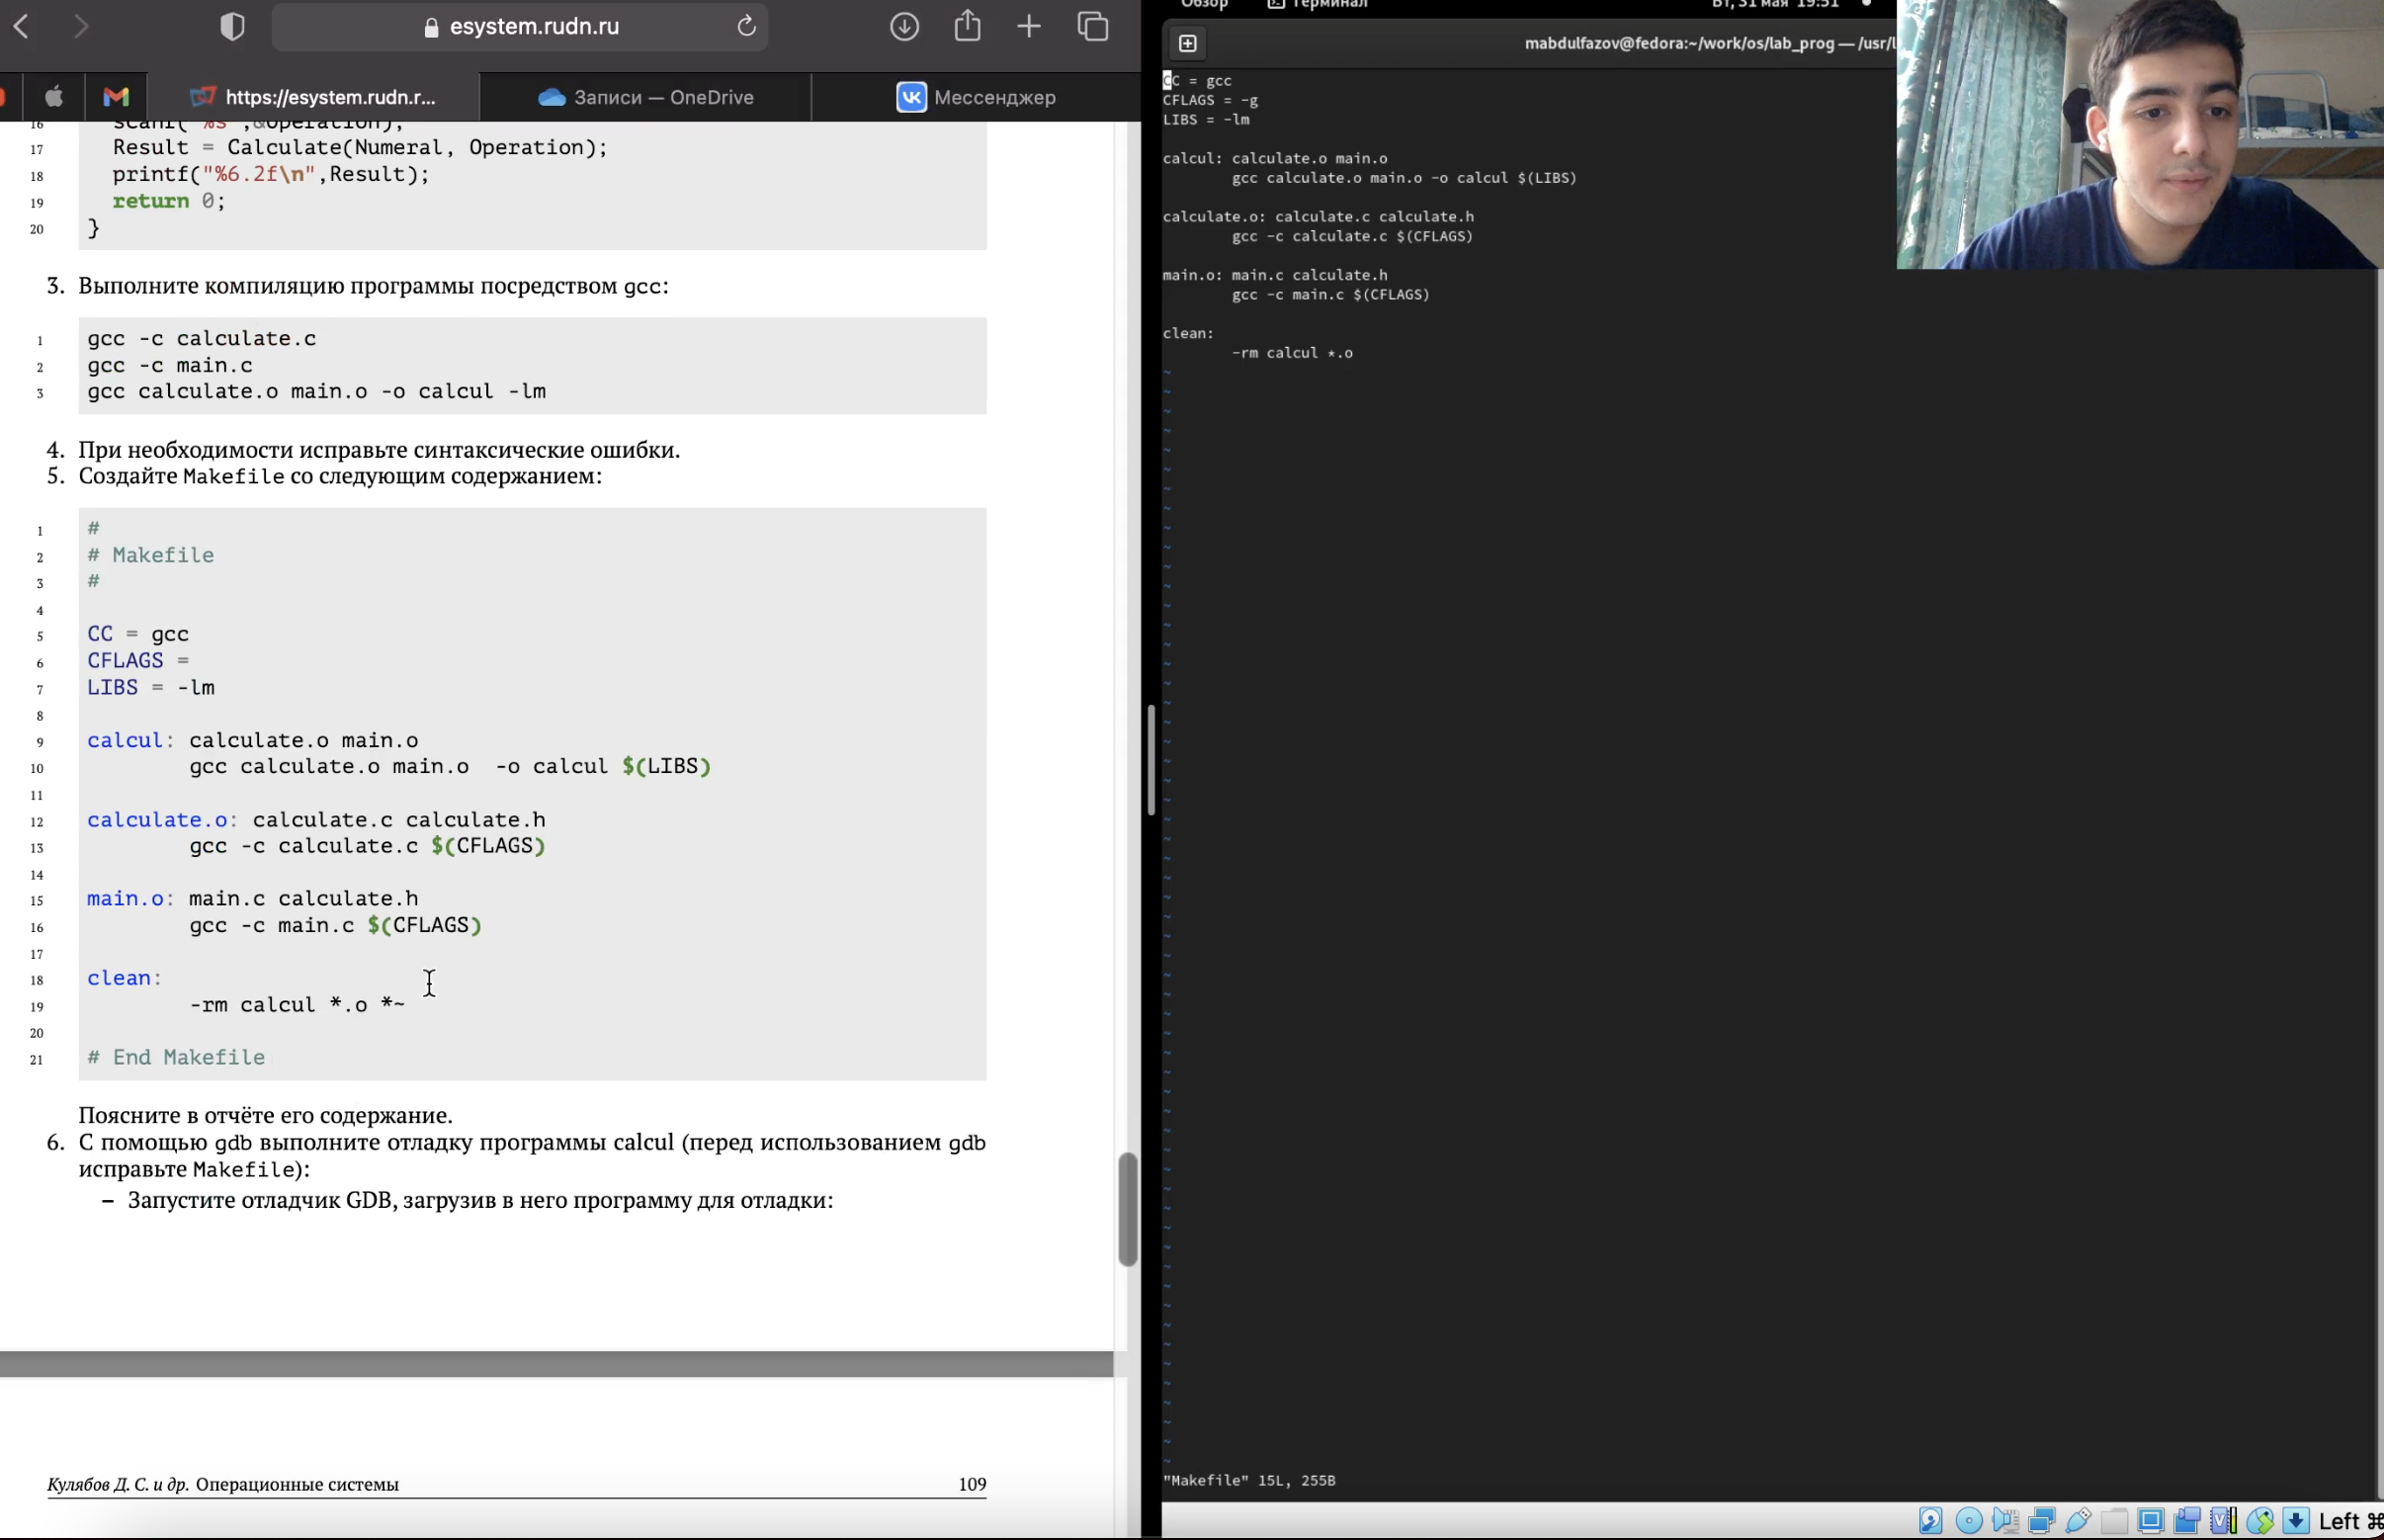 esystem.rudn.ru
https://esystem.rudn.r...
Записи — OneDrive
Мессенджер
16 scanf("%s",&Operation);
17 Result = Calculate(Numeral, Operation);
18 printf("%6.2f\n",Result);
19 return 0;
20 }
3. Выполните компиляцию программы посредством gcc:
1 gcc -c calculate.c
2 gcc -c main.c
3 gcc calculate.o main.o -o calcul -lm
4. При необходимости исправьте синтаксические ошибки.
5. Создайте Makefile со следующим содержанием:
1 #
2 # Makefile
3 #
4
5 CC = gcc
6 CFLAGS =
7 LIBS = -lm
8
9 calcul: calculate.o main.o
10 gcc calculate.o main.o -o calcul $(LIBS)
11
12 calculate.o: calculate.c calculate.h
13 gcc -c calculate.c $(CFLAGS)
14
15 main.o: main.c calculate.h
16 gcc -c main.c $(CFLAGS)
17
18 clean:
19 -rm calcul *.o *~
20
21 # End Makefile
Поясните в отчёте его содержание.
6. С помощью gdb выполните отладку программы calcul (перед использованием gdb
исправьте Makefile):
– Запустите отладчик GDB, загрузив в него программу для отладки:
Кулябов Д. С. и др. Операционные системы 109
Обзор Терминал Вт, 31 мая 19:51
mabdulfazov@fedora:~/work/os/lab_prog — /usr/l
CC = gcc
CFLAGS = -g
LIBS = -lm
calcul: calculate.o main.o
gcc calculate.o main.o -o calcul $(LIBS)
calculate.o: calculate.c calculate.h
gcc -c calculate.c $(CFLAGS)
main.o: main.c calculate.h
gcc -c main.c $(CFLAGS)
clean:
-rm calcul *.o
"Makefile" 15L, 255B
Left ⌘